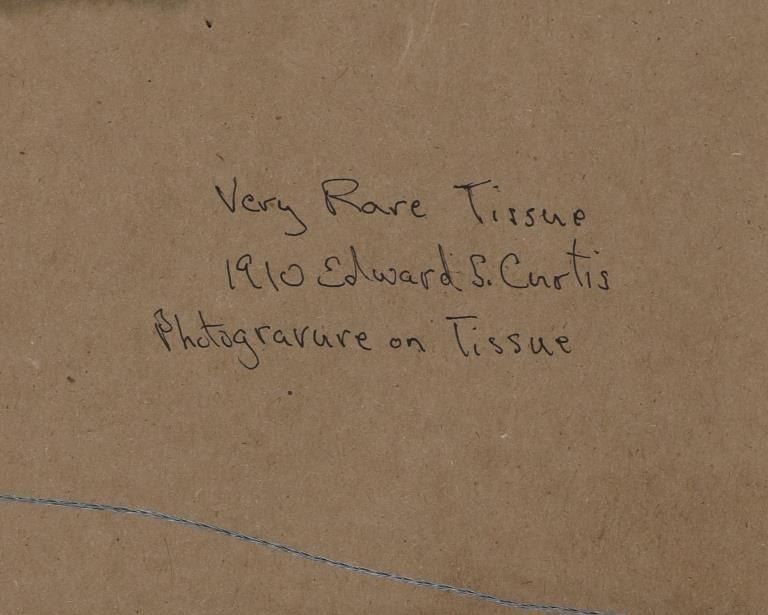 Very Rare Tissue
1910 Edward S. Curtis
Photogravure on Tissue